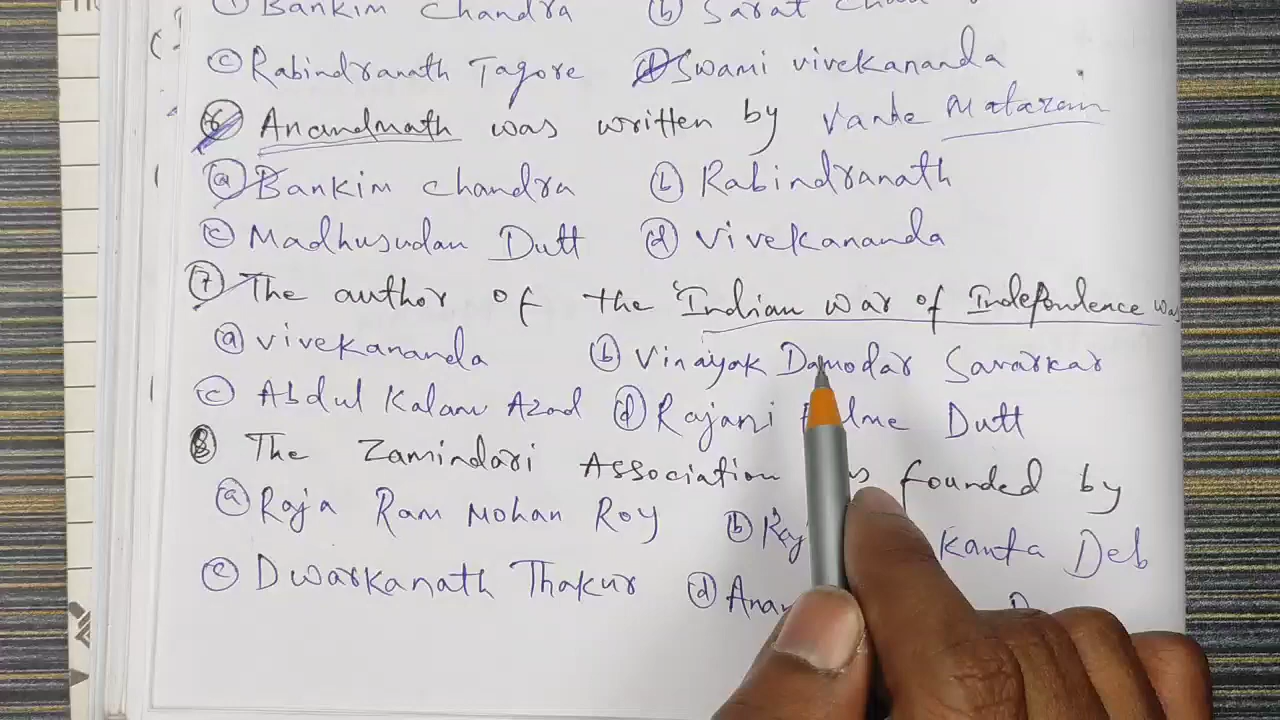 Bankim Chandra (b) Sarat
(c) Rabindranath Tagore (d) Swami vivekananda
(6) Anandmath was written by Vande Mataram
(a) Bankim Chandra (b) Rabindranath
(c) Madhusudan Dutt (d) Vivekananda
(7) The author of the 'Indian War of Independence was
(a) Vivekananda (b) Vinayak Damodar Savarkar
(c) Abdul Kalam Azad (d) Rajani Dutt
(8) The Zamindari Association founded by
(a) Raja Ram Mohan Roy (b) Kanta Deb
(c) Dwarkanath Thakur (d)